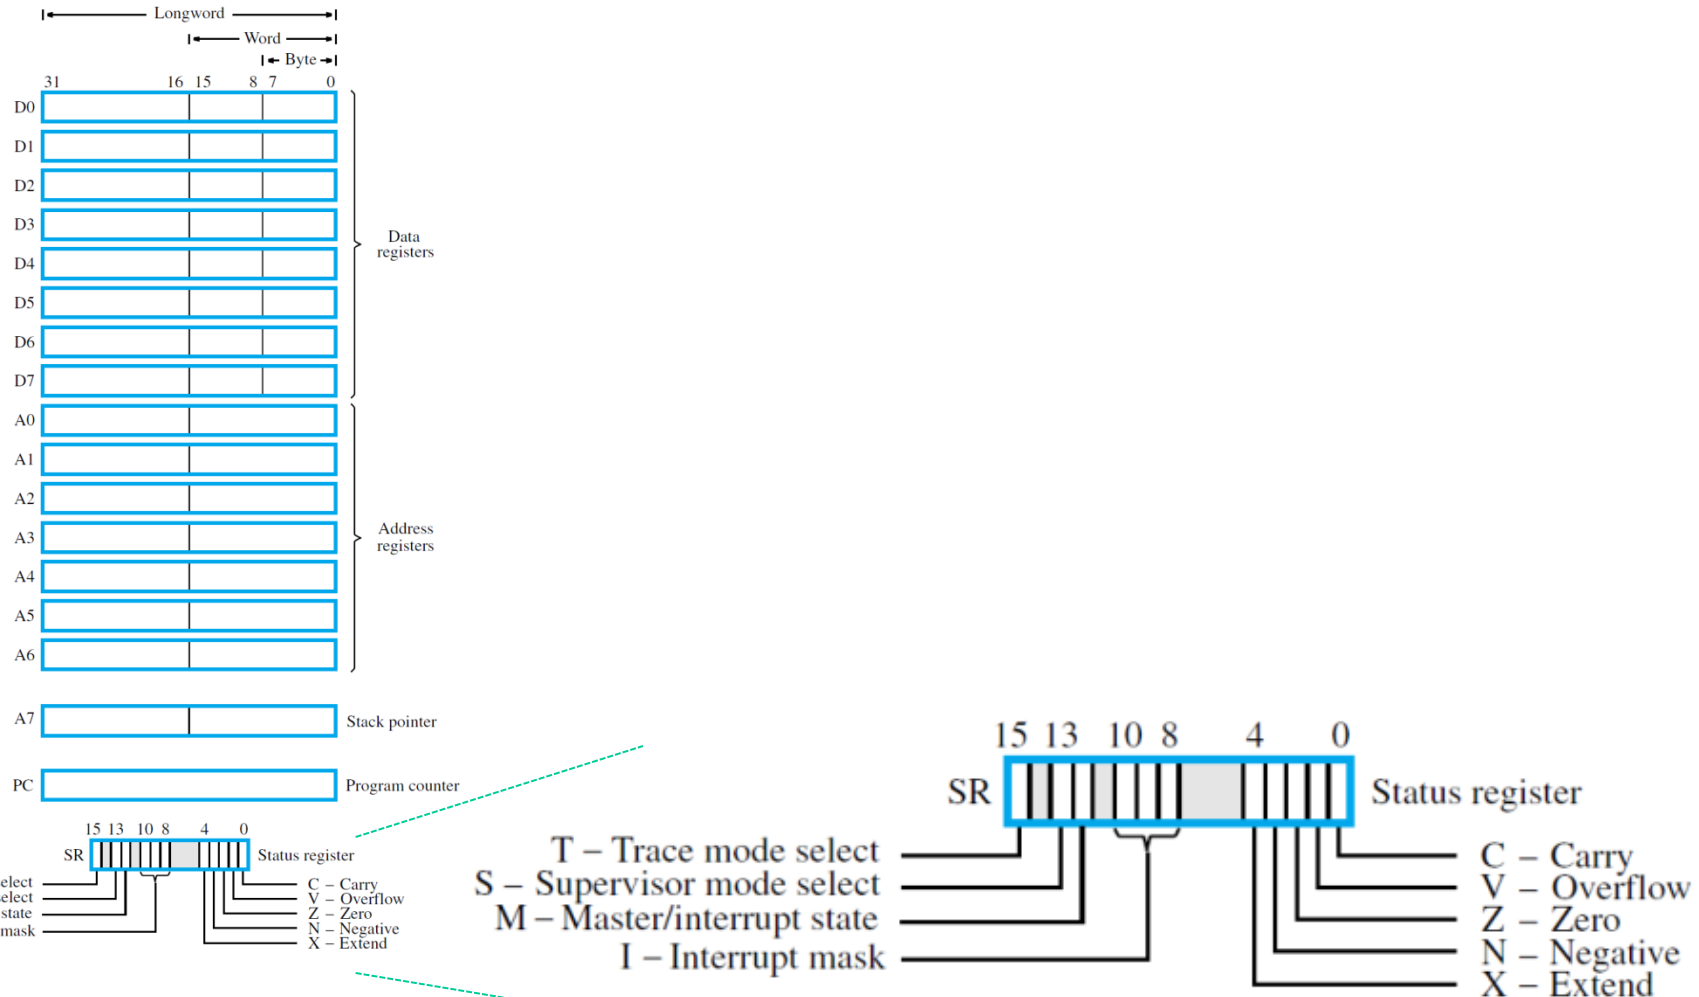 Longword
Word
Byte
31 16 15 8 7 0
D0
D1
D2
D3
Data
registers
D4
D5
D6
D7
A0
A1
A2
A3
Address
registers
A4
A5
A6
A7 Stack pointer
PC Program counter
15 13 10 8 4 0
SR Status register
elect
elect
state
mask
C – Carry
V – Overflow
Z – Zero
N – Negative
X – Extend
15 13 10 8 4 0
SR Status register
T – Trace mode select
S – Supervisor mode select
M – Master/interrupt state
I – Interrupt mask
C – Carry
V – Overflow
Z – Zero
N – Negative
X – Extend